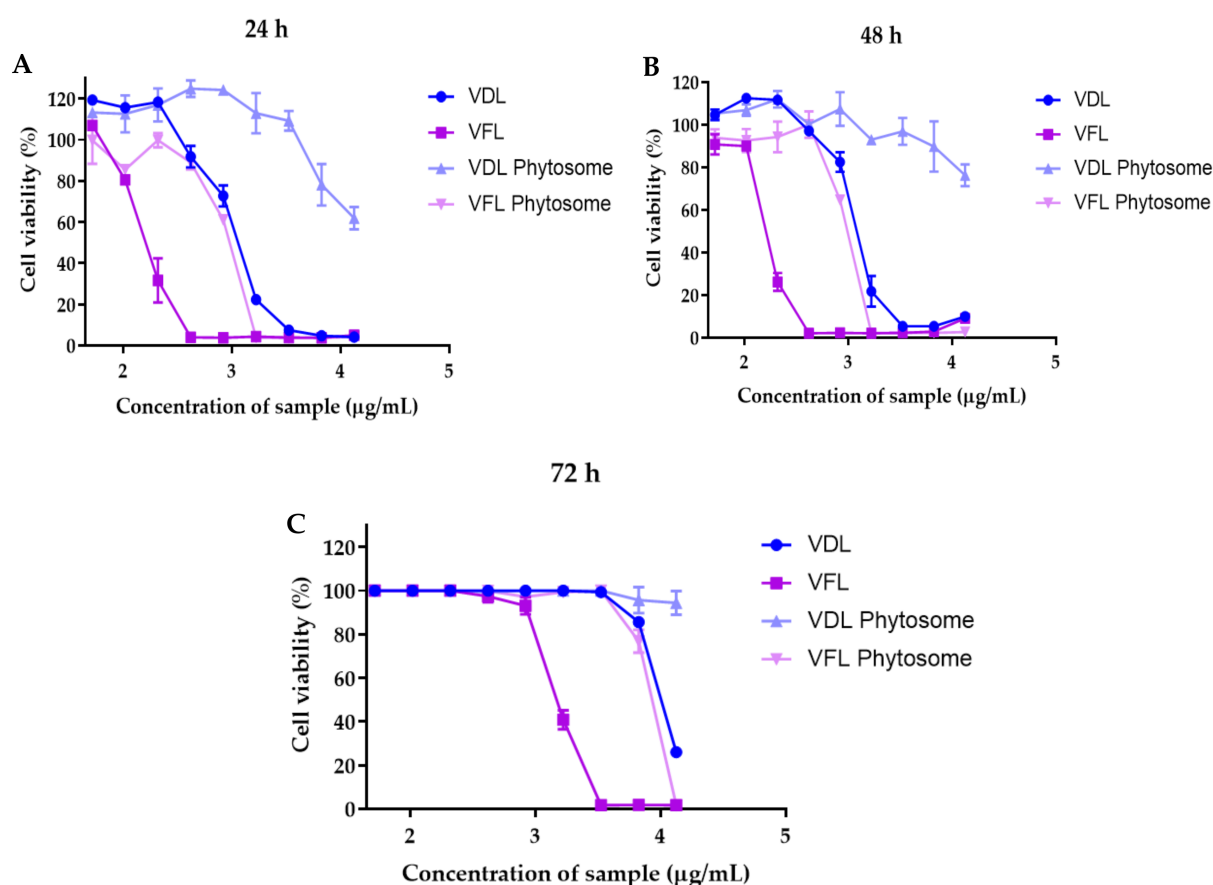 24 h
A
120
100
80
60
40
20
0
2 3 4 5
Cell viability (%)
Concentration of sample (µg/mL)
VDL
VFL
VDL Phytosome
VFL Phytosome
48 h
B
120
100
80
60
40
20
0
2 3 4 5
Cell viability (%)
Concentration of sample (µg/mL)
VDL
VFL
VDL Phytosome
VFL Phytosome
72 h
C
120
100
80
60
40
20
0
2 3 4 5
Cell viability (%)
Concentration of sample (µg/mL)
VDL
VFL
VDL Phytosome
VFL Phytosome